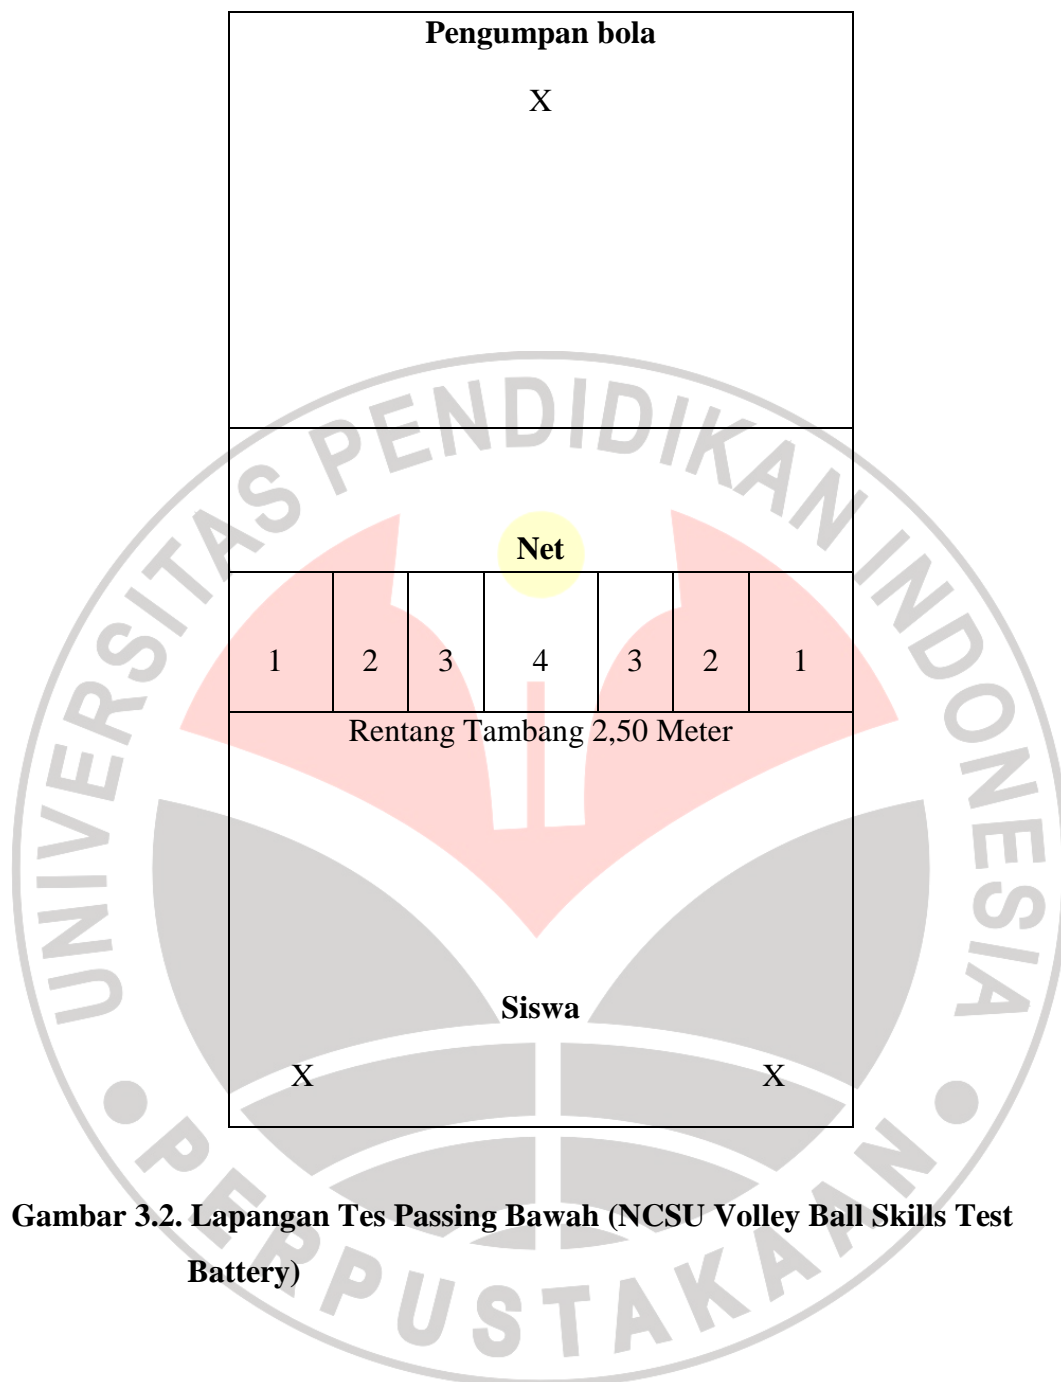 Pengumpan bola
X
Net
1 2 3 4 3 2 1
Rentang Tambang 2,50 Meter
Siswa
X X
Gambar 3.2. Lapangan Tes Passing Bawah (NCSU Volley Ball Skills Test
Battery)
UNIVERSITAS PENDIDIKAN INDONESIA
PERPUSTAKAAN